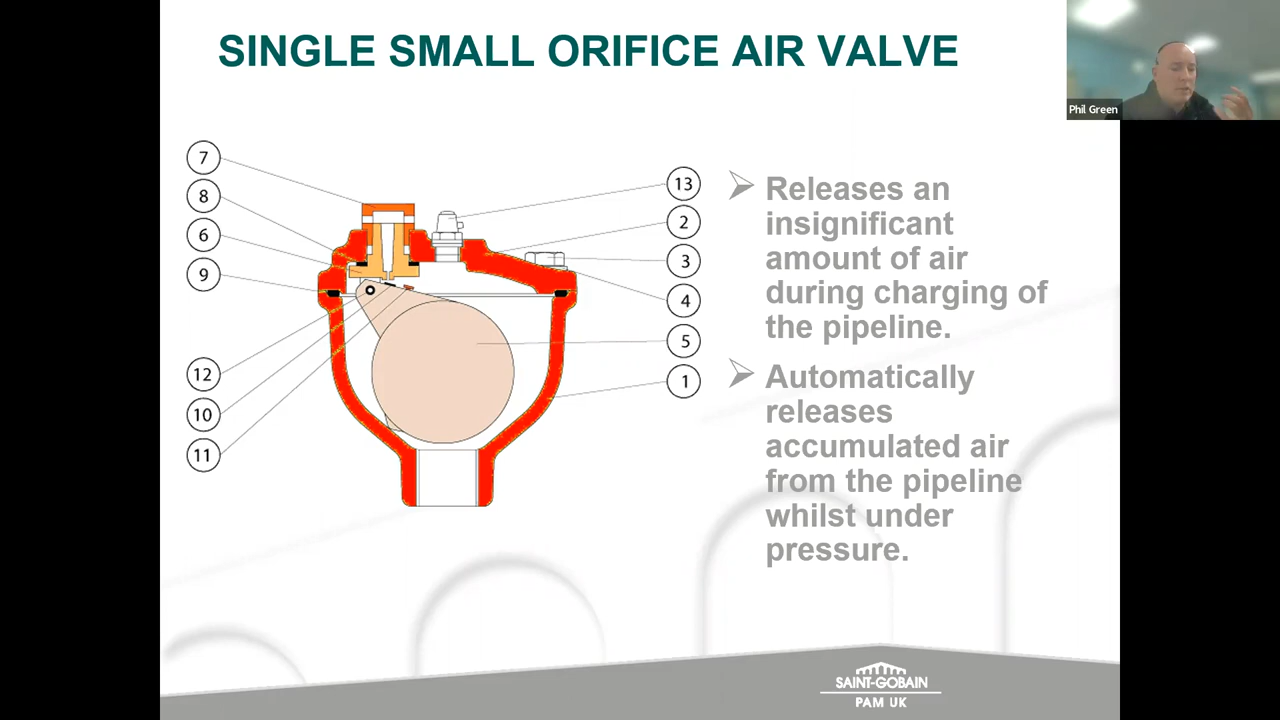 SINGLE SMALL ORIFICE AIR VALVE
Phil Green
7
8
6
9
12
10
11
13
2
3
4
5
1
Releases an
insignificant
amount of air
during charging of
the pipeline.
Automatically
releases
accumulated air
from the pipeline
whilst under
pressure.
SAINT-GOBAIN
PAM UK